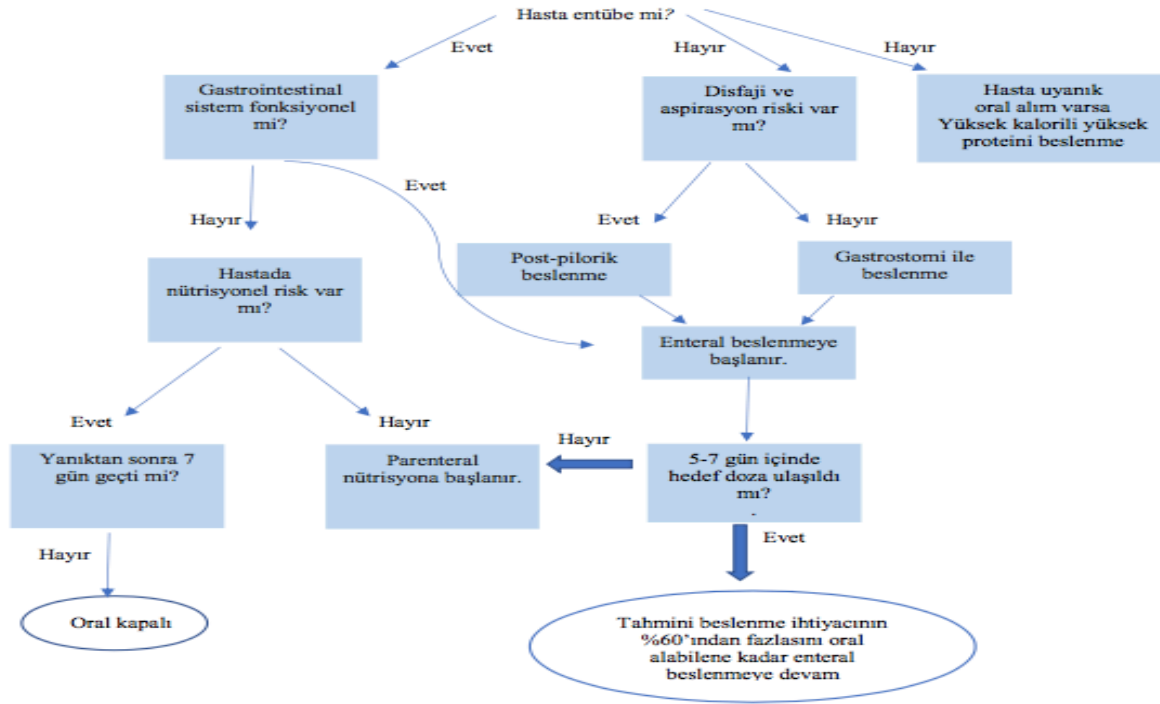 Hasta entübe mi?
Evet
Hayır
Hayır
Gastrointestinal
sistem fonksiyonel
mi?
Disfaji ve
aspirasyon riski var
mı?
Hasta uyanık
oral alım varsa
Yüksek kalorili yüksek
proteini beslenme
Evet
Hayır
Evet
Hayır
Hastada
nütrisyonel risk var
mı?
Post-pilorik
beslenme
Gastrostomi ile
beslenme
Enteral beslenmeye
başlanır.
Evet
Hayır
Hayır
Yanıktan sonra 7
gün geçti mi?
Parenteral
nütrisyona başlanır.
5-7 gün içinde
hedef doza ulaşıldı
mı?
Hayır
Evet
Oral kapalı
Tahmini beslenme ihtiyacının
%60’ından fazlasını oral
alabilene kadar enteral
beslenmeye devam